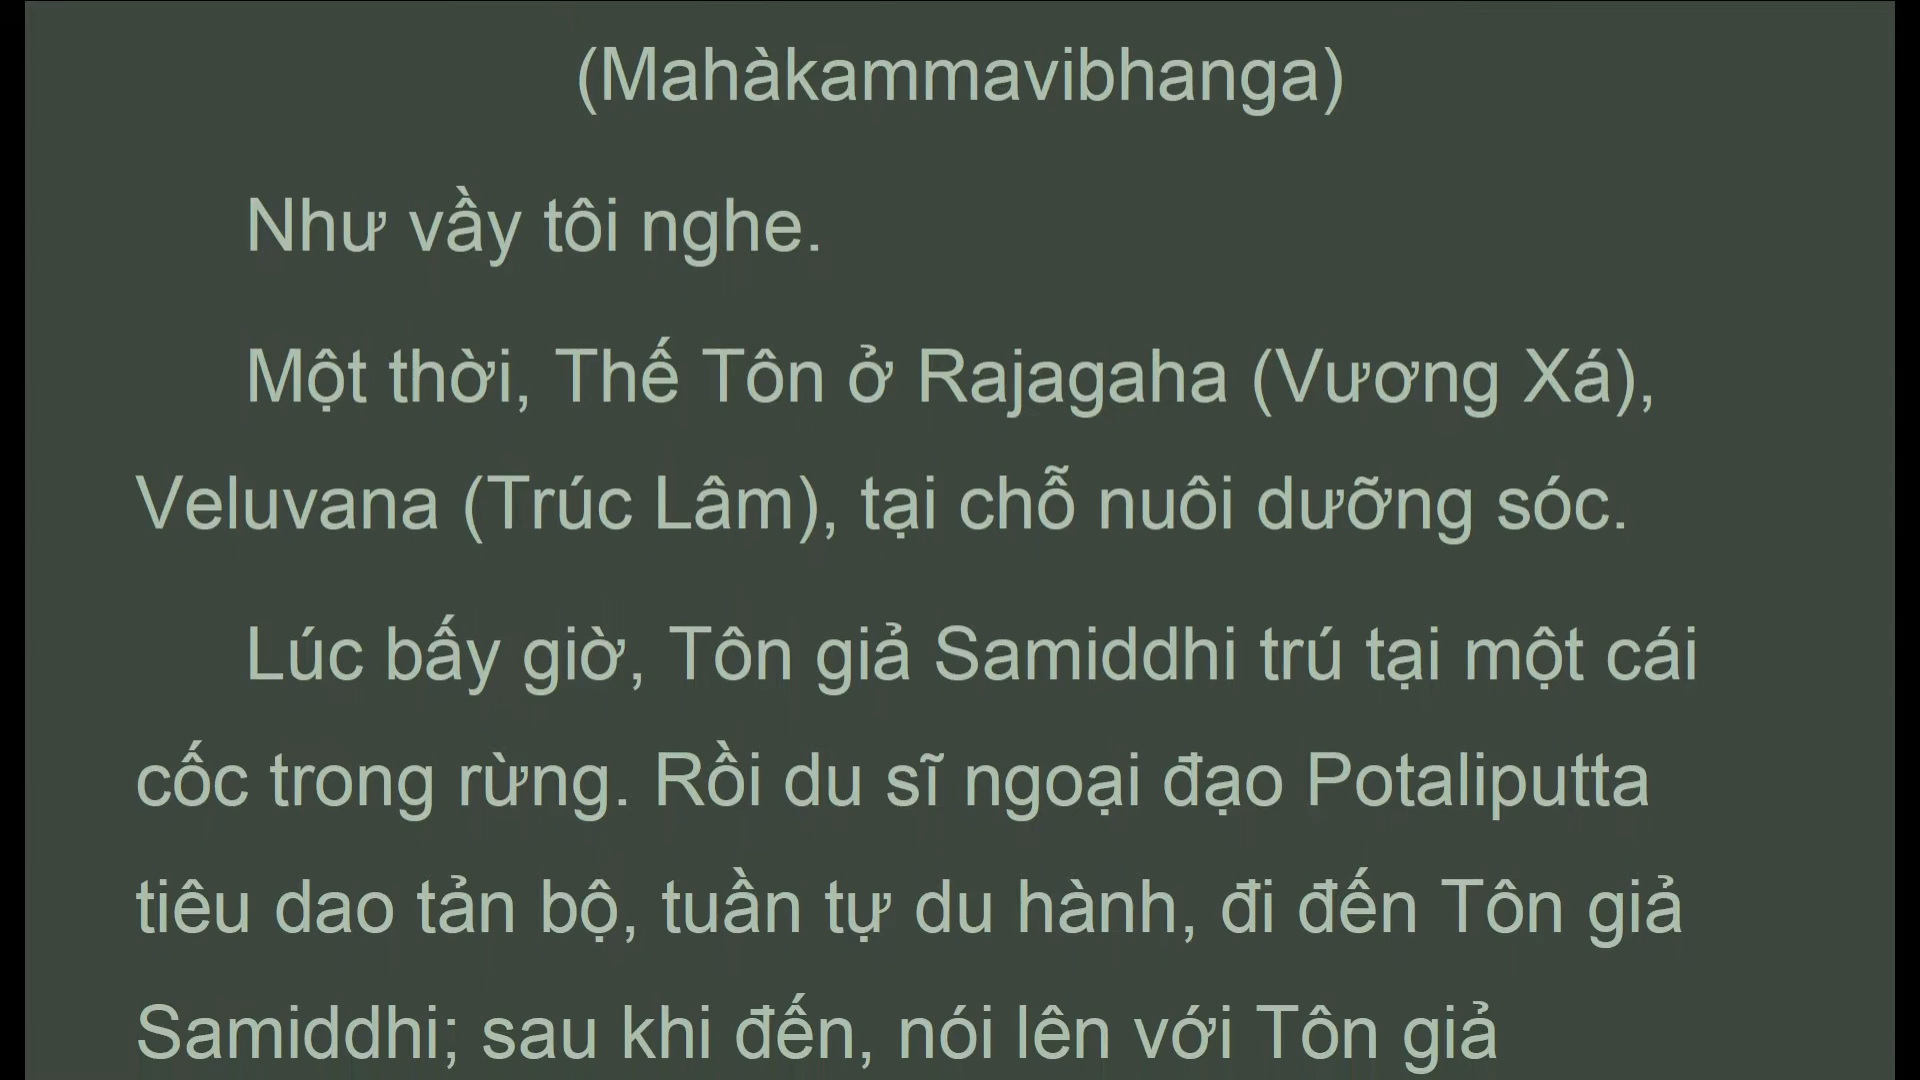 (Mahàkammavibhanga)
Như vầy tôi nghe.
Một thời, Thế Tôn ở Rajagaha (Vương Xá),
Veluvana (Trúc Lâm), tại chỗ nuôi dưỡng sóc.
Lúc bấy giờ, Tôn giả Samiddhi trú tại một cái
cốc trong rừng. Rồi du sĩ ngoại đạo Potaliputta
tiêu dao tản bộ, tuần tự du hành, đi đến Tôn giả
Samiddhi; sau khi đến, nói lên với Tôn giả